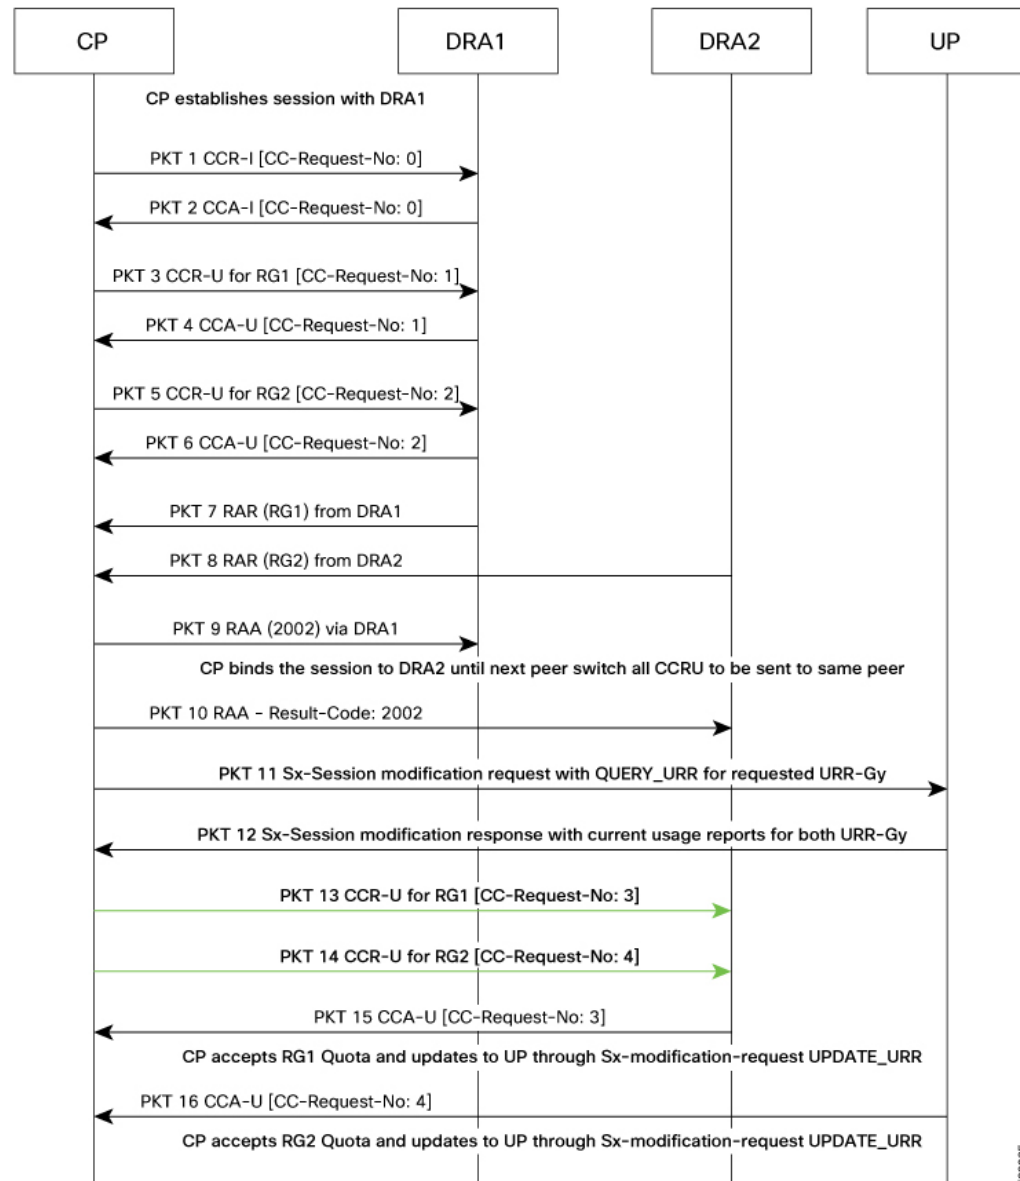 CP DRA1 DRA2 UP
CP establishes session with DRA1
PKT 1 CCR-I [CC-Request-No: 0]
PKT 2 CCA-I [CC-Request-No: 0]
PKT 3 CCR-U for RG1 [CC-Request-No: 1]
PKT 4 CCA-U [CC-Request-No: 1]
PKT 5 CCR-U for RG2 [CC-Request-No: 2]
PKT 6 CCA-U [CC-Request-No: 2]
PKT 7 RAR (RG1) from DRA1
PKT 8 RAR (RG2) from DRA2
PKT 9 RAA (2002) via DRA1
CP binds the session to DRA2 until next peer switch all CCRU to be sent to same peer
PKT 10 RAA - Result-Code: 2002
PKT 11 Sx-Session modification request with QUERY_URR for requested URR-Gy
PKT 12 Sx-Session modification response with current usage reports for both URR-Gy
PKT 13 CCR-U for RG1 [CC-Request-No: 3]
PKT 14 CCR-U for RG2 [CC-Request-No: 4]
PKT 15 CCA-U [CC-Request-No: 3]
CP accepts RG1 Quota and updates to UP through Sx-modification-request UPDATE_URR
PKT 16 CCA-U [CC-Request-No: 4]
CP accepts RG2 Quota and updates to UP through Sx-modification-request UPDATE_URR